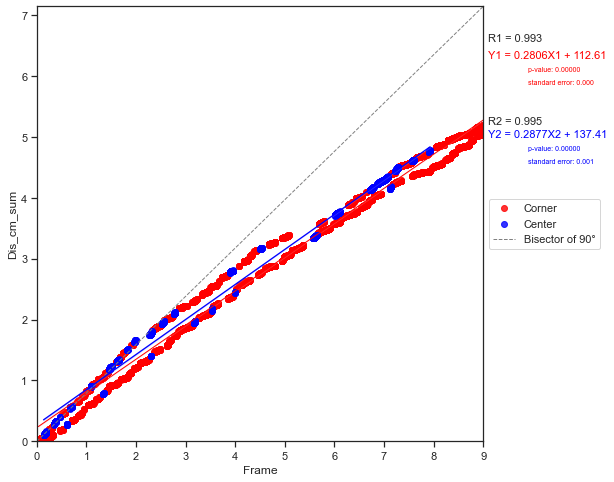 7
6
5
4
3
2
1
0
Dis_cm_sum
0 1 2 3 4 5 6 7 8 9
Frame
R1 = 0.993
Y1 = 0.2806X1 + 112.61
p-value: 0.00000
standard error: 0.000
R2 = 0.995
Y2 = 0.2877X2 + 137.41
p-value: 0.00000
standard error: 0.001
Corner
Center
Bisector of 90°